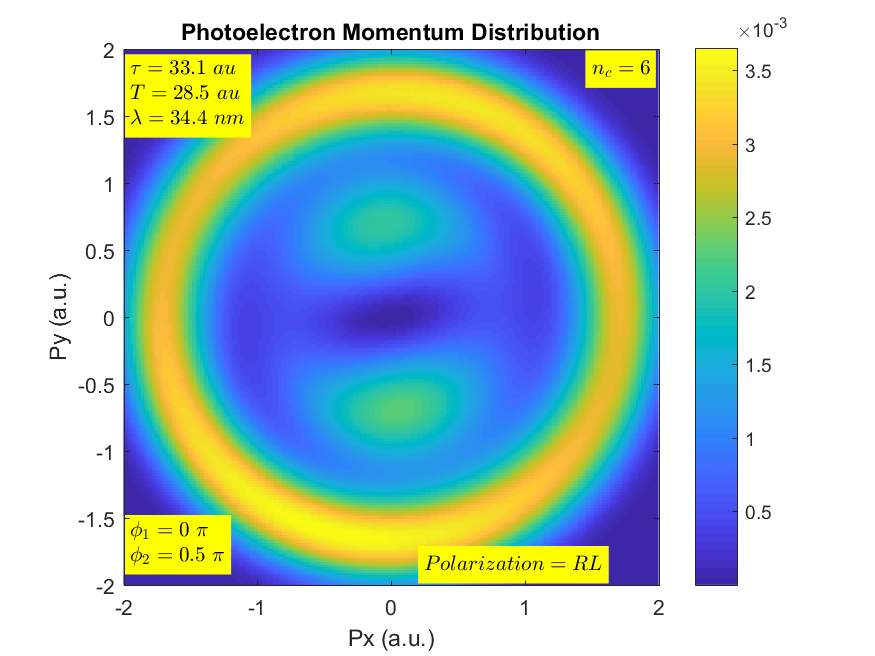 Photoelectron Momentum Distribution
×10⁻³
τ = 33.1 au
T = 28.5 au
λ = 34.4 nm
n_c = 6
2
1.5
1
0.5
0
-0.5
-1
-1.5
-2
Py (a.u.)
ϕ₁ = 0 π
ϕ₂ = 0.5 π
Polarization = RL
-2
-1
0
1
2
Px (a.u.)
3.5
3
2.5
2
1.5
1
0.5